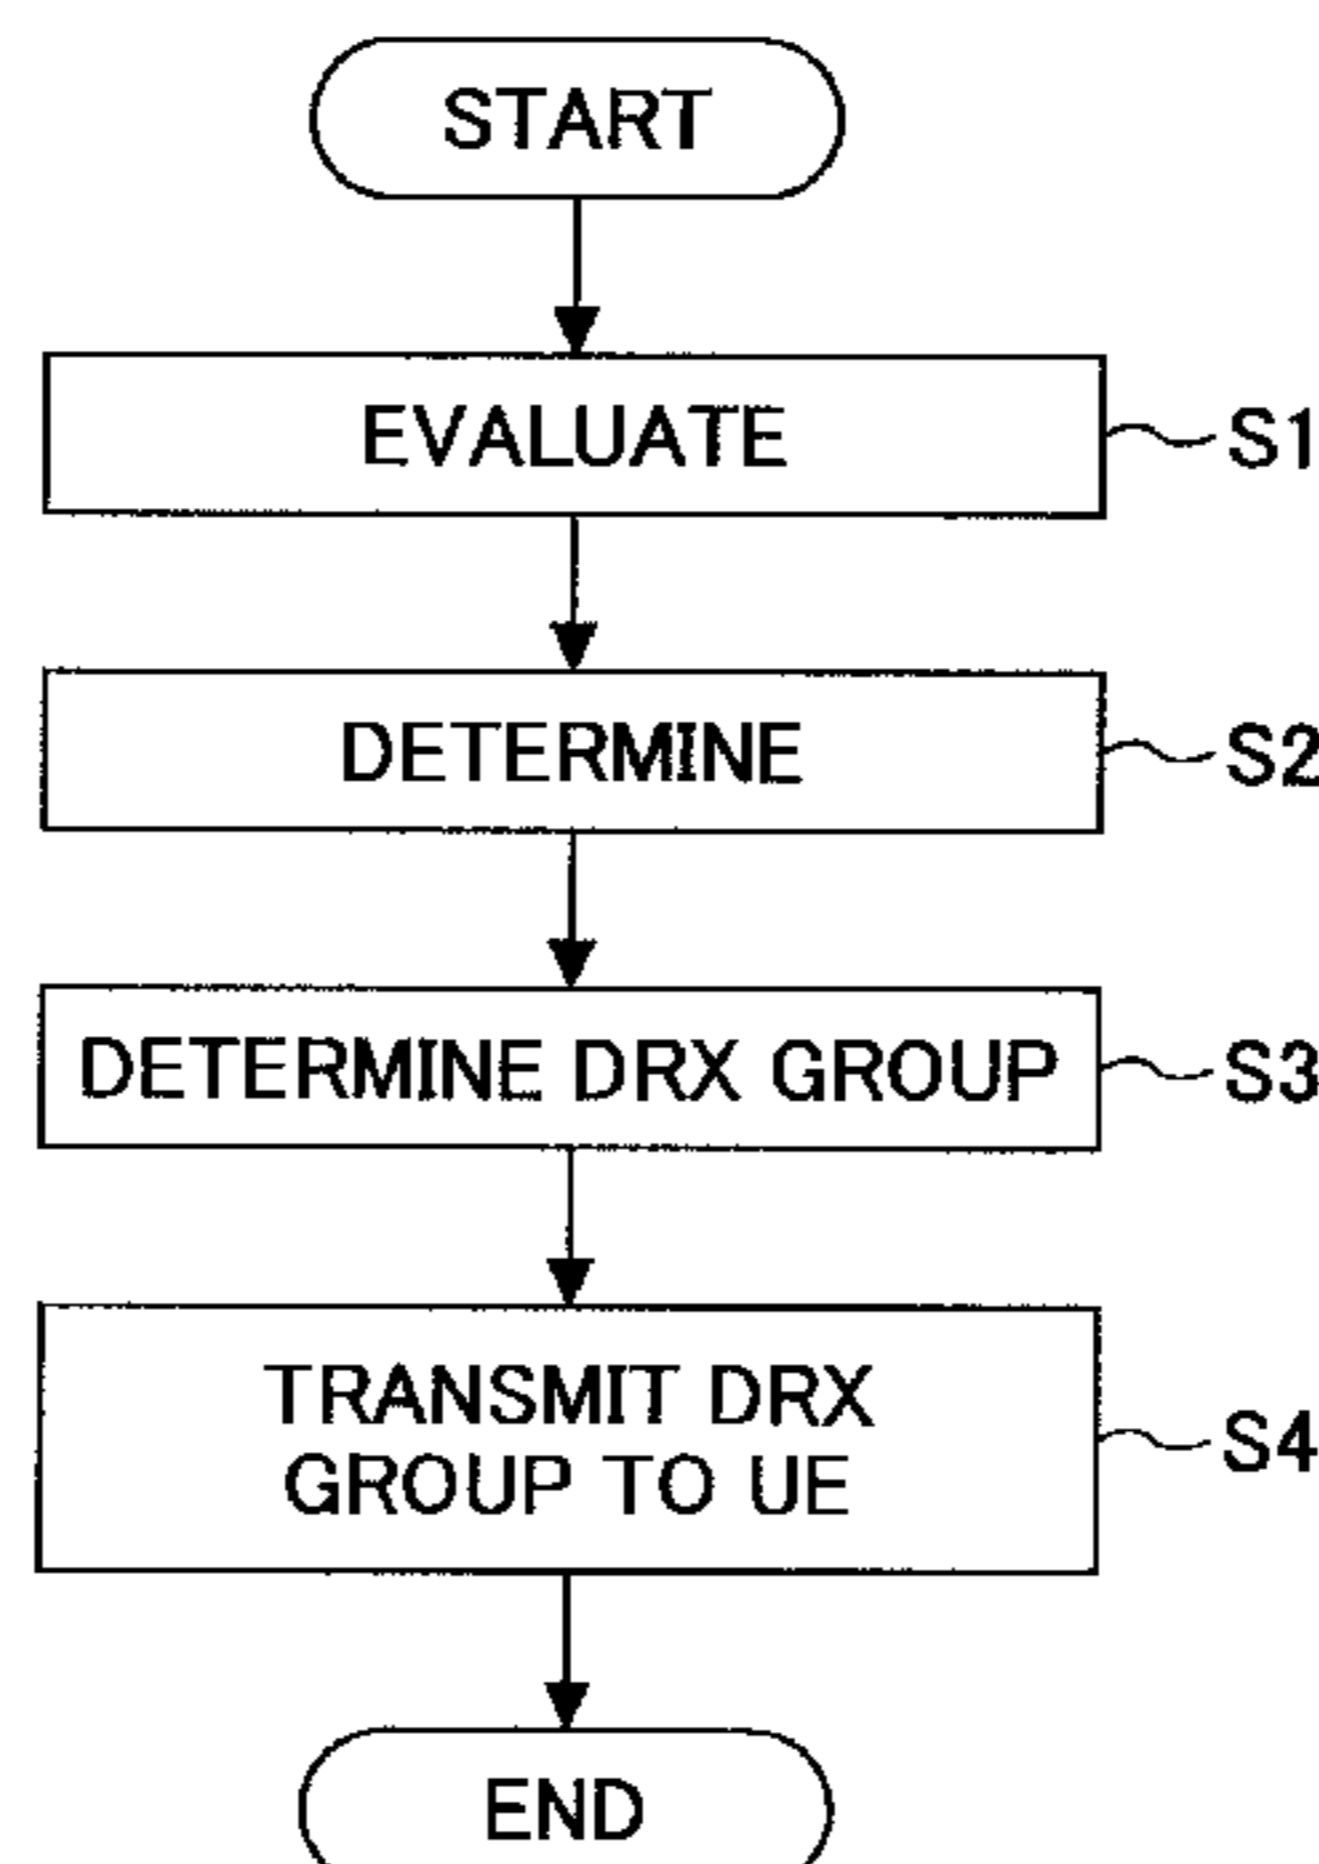 START
EVALUATE
S1
DETERMINE
S2
DETERMINE DRX GROUP
S3
TRANSMIT DRX
GROUP TO UE
S4
END